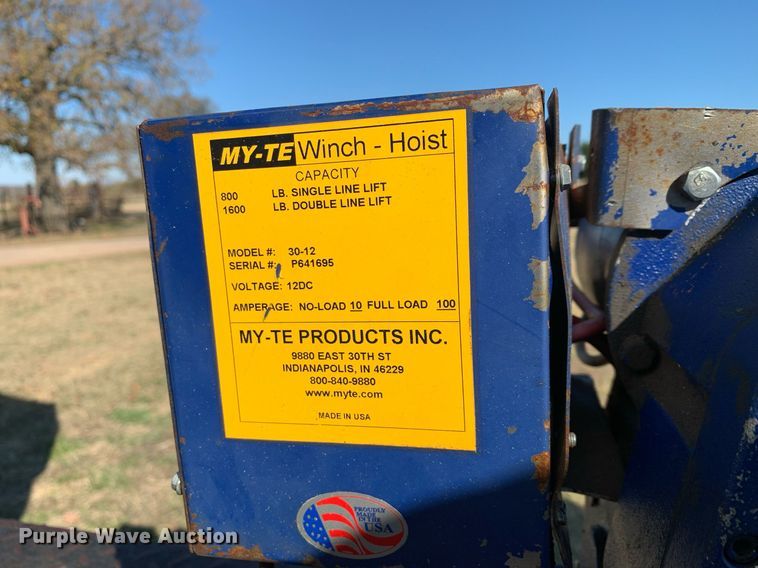 MY-TE Winch - Hoist
CAPACITY
800 LB. SINGLE LINE LIFT
1600 LB. DOUBLE LINE LIFT
MODEL #: 30-12
SERIAL #: P641695
VOLTAGE: 12DC
AMPERAGE: NO-LOAD 10 FULL LOAD 100
MY-TE PRODUCTS INC.
9880 EAST 30TH ST
INDIANAPOLIS, IN 46229
800-840-9880
www.myte.com
MADE IN USA
PROUDLY
MADE
IN THE
USA
Purple Wave Auction